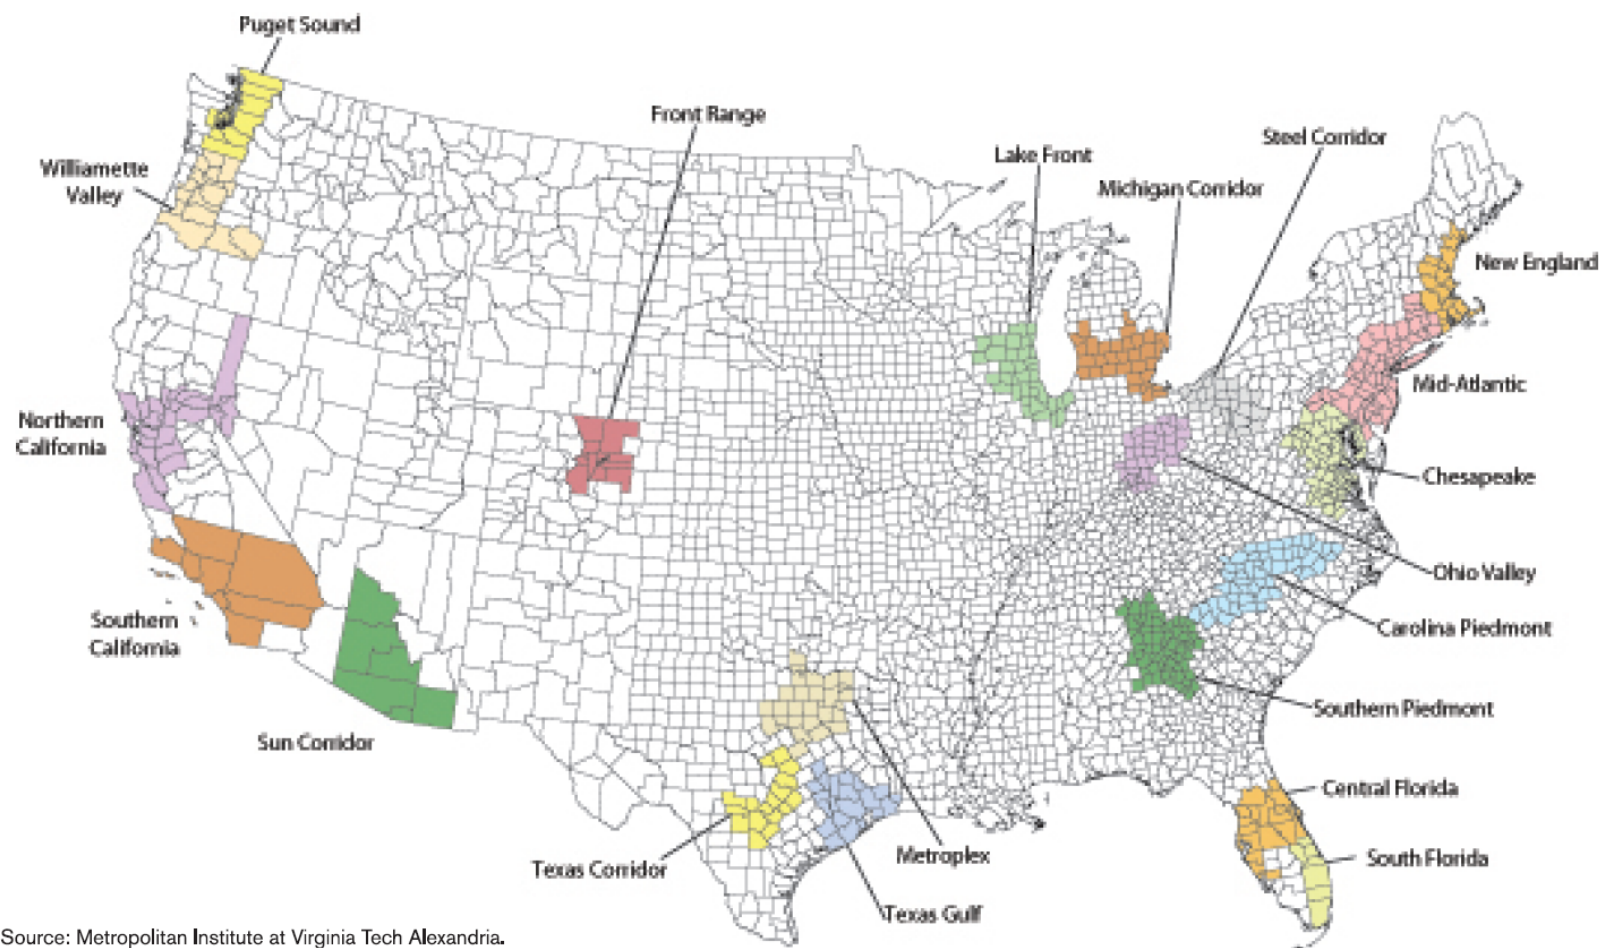 Puget Sound
Front Range
Steel Corridor
Lake Front
Michigan Corridor
Williamette
Valley
New England
Mid-Atlantic
Northern
California
Chesapeake
Ohio Valley
Southern
California
Carolina Piedmont
Southern Piedmont
Sun Corridor
Central Florida
Metroplex
South Florida
Texas Corridor
Texas Gulf
Source: Metropolitan Institute at Virginia Tech Alexandria.